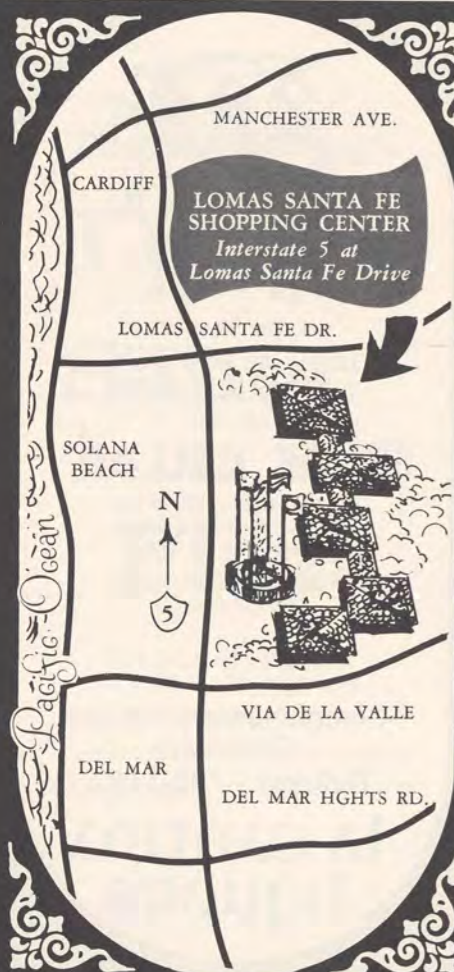 MANCHESTER AVE.
CARDIFF
LOMAS SANTA FE
SHOPPING CENTER
Interstate 5 at
Lomas Santa Fe Drive
LOMAS SANTA FE DR.
SOLANA
BEACH
N
5
Pacific Ocean
VIA DE LA VALLE
DEL MAR
DEL MAR HGHTS RD.